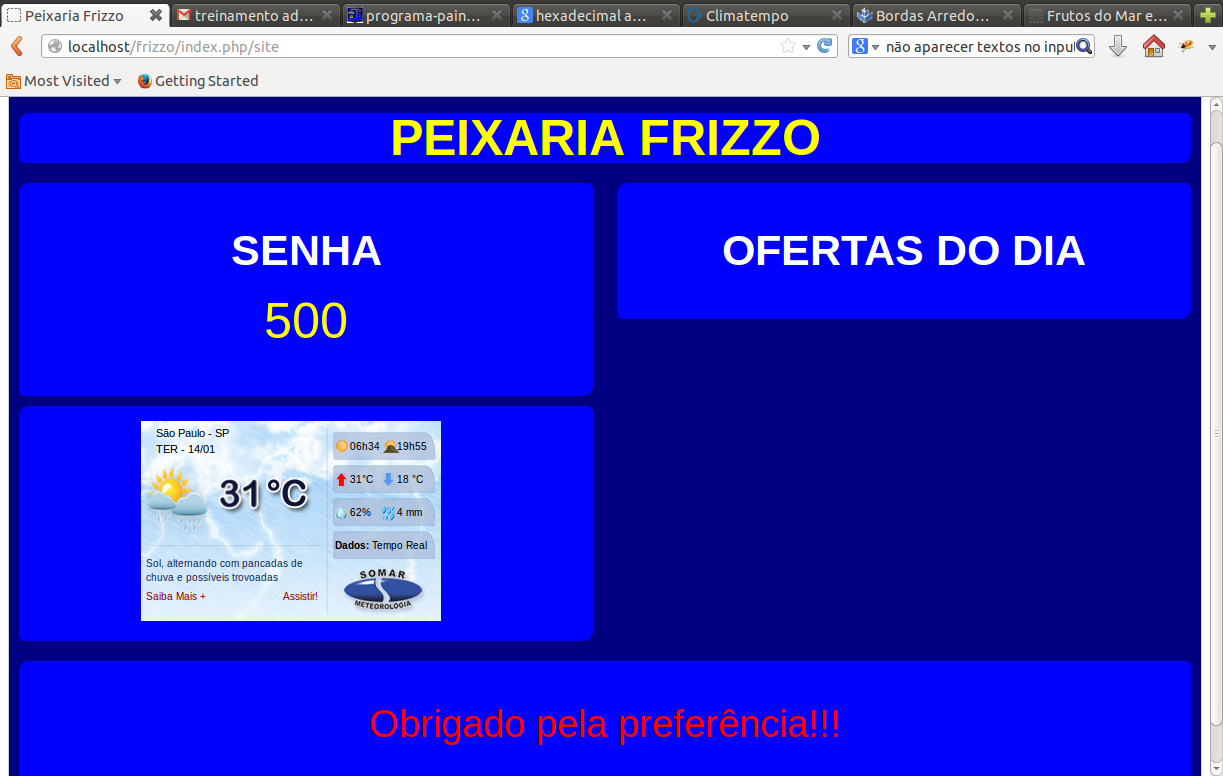 Peixaria Frizzo
treinamento ad...
programa-pain...
hexadecimal a...
Climatempo
Bordas Arredo...
Frutos do Mar e...
localhost/frizzo/index.php/site
não aparecer textos no input
Most Visited
Getting Started
PEIXARIA FRIZZO
SENHA
500
OFERTAS DO DIA
São Paulo - SP
TER - 14/01
31°C
06h34 19h55
31°C 18 °C
62% 4 mm
Dados: Tempo Real
Sol, alternando com pancadas de
chuva e possíveis trovoadas
Saiba Mais + Assistir!
SOMAR
METEOROLOGIA
Obrigado pela preferência!!!